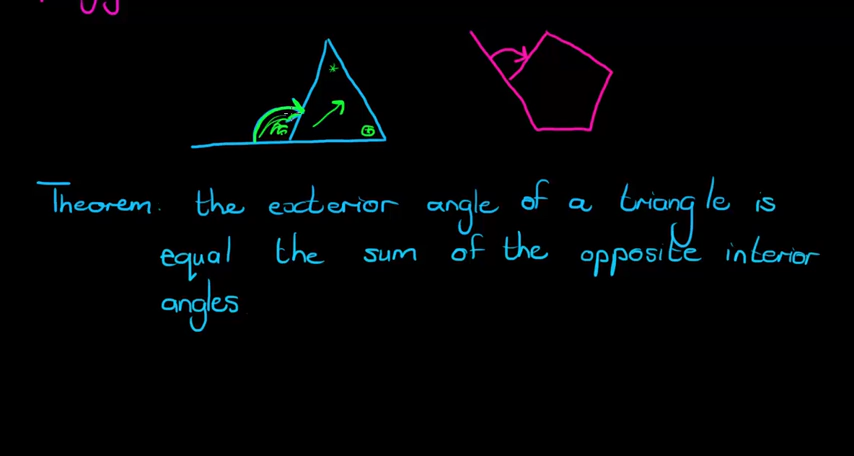 Theorem. the exterior angle of a triangle is
equal the sum of the opposite interior
angles